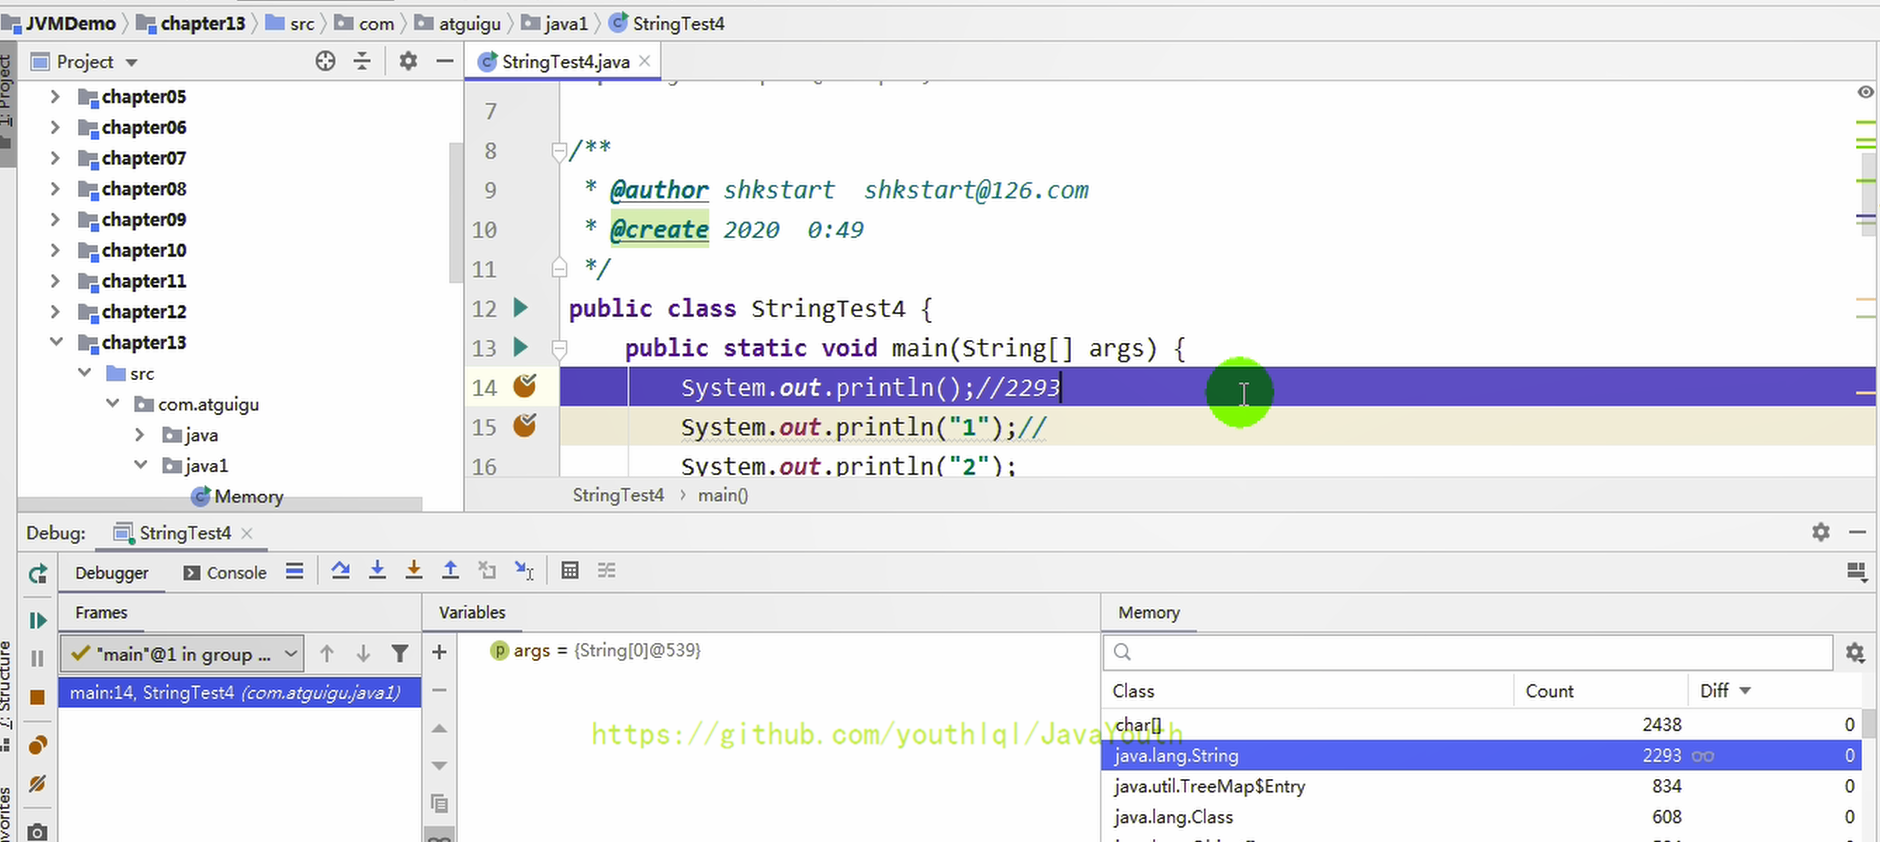 JVMDemo chapter13 src com atguigu java1 StringTest4
1: Project
Project
StringTest4.java
chapter05
chapter06
chapter07
chapter08
chapter09
chapter10
chapter11
chapter12
chapter13
src
com.atguigu
java
java1
Memory
7
8 /**
9 * @author shkstart shkstart@126.com
10 * @create 2020 0:49
11 */
12 public class StringTest4 {
13 public static void main(String[] args) {
14 System.out.println();//2293
15 System.out.println("1");//
16 System.out.println("2");
StringTest4 › main()
Debug: StringTest4
Debugger Console
Frames
"main"@1 in group ...
main:14, StringTest4 (com.atguigu.java1)
Variables
args = {String[0]@539}
https://github.com/youthlql/JavaYouth
Memory
Class Count Diff
char[] 2438 0
java.lang.String 2293 0
java.util.TreeMap$Entry 834 0
java.lang.Class 608 0
7: Structure